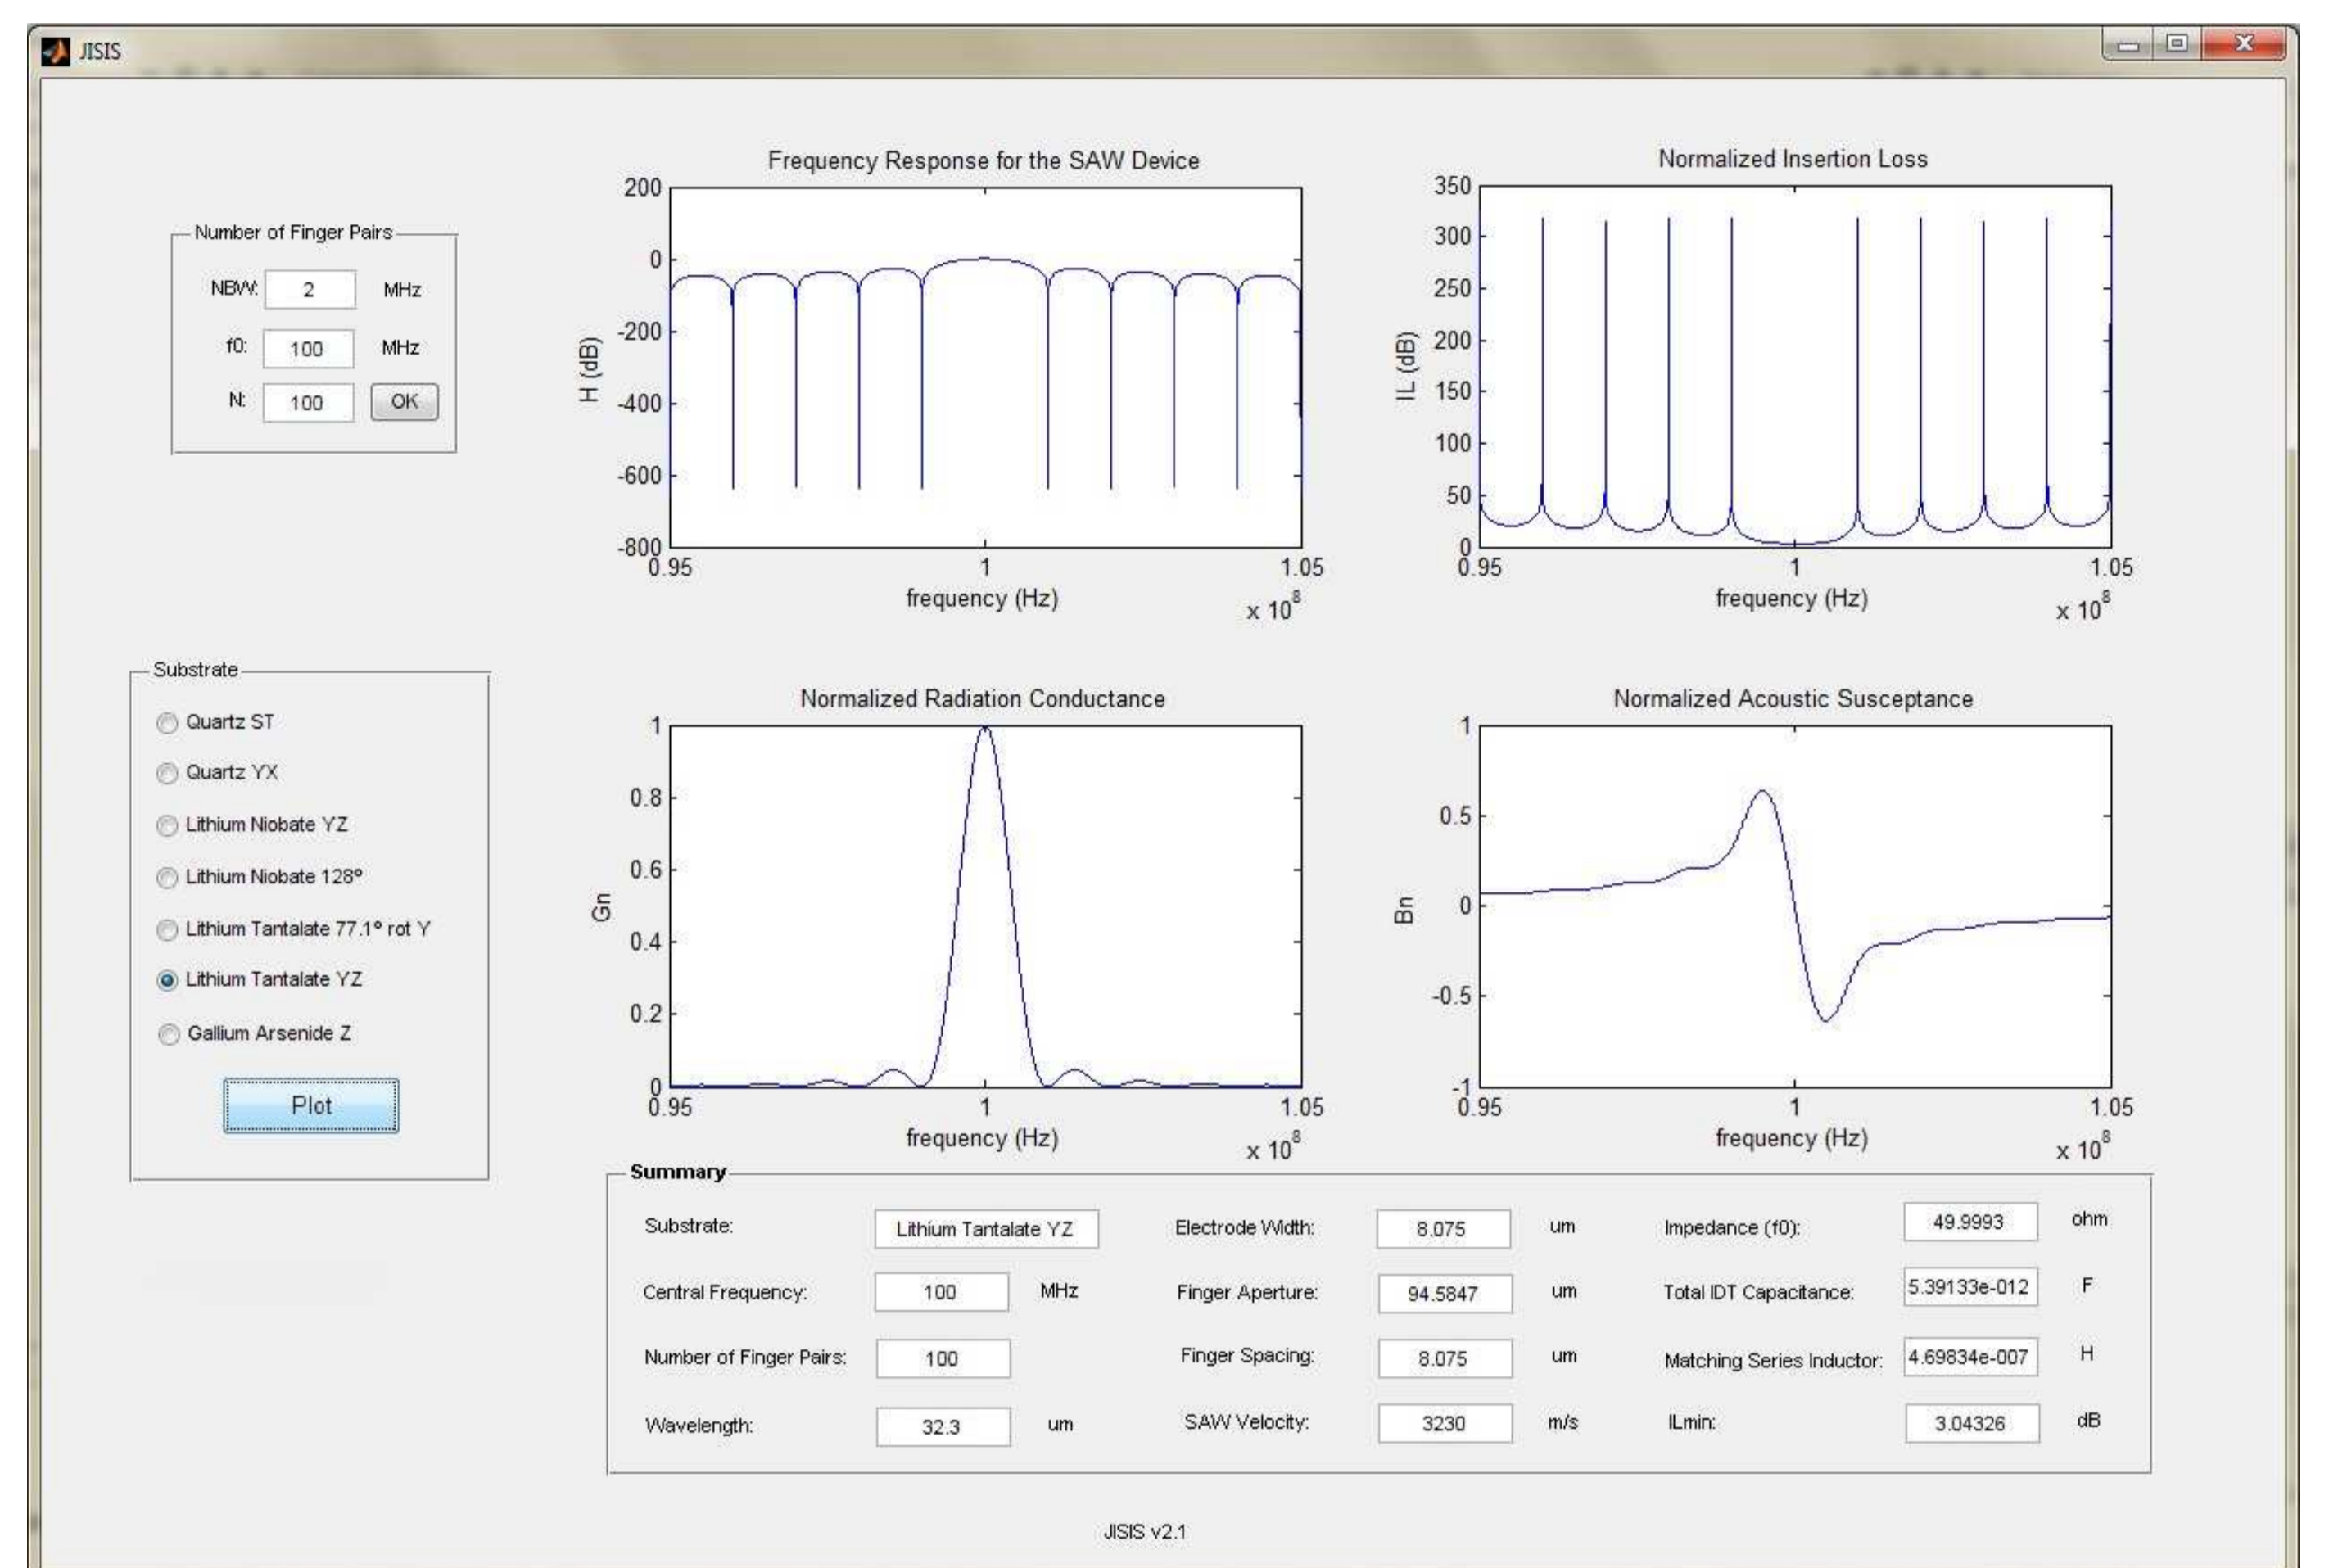 JISIS
Number of Finger Pairs
NBW: 2 MHz
f0: 100 MHz
N: 100 OK
Substrate
Quartz ST
Quartz YX
Lithium Niobate YZ
Lithium Niobate 128º
Lithium Tantalate 77.1º rot Y
Lithium Tantalate YZ
Gallium Arsenide Z
Plot
Frequency Response for the SAW Device
H (dB)
200
0
-200
-400
-600
-800
0.95 1 1.05
frequency (Hz)
x 10^8
Normalized Insertion Loss
IL (dB)
350
300
250
200
150
100
50
0
0.95 1 1.05
frequency (Hz)
x 10^8
Normalized Radiation Conductance
Gn
1
0.8
0.6
0.4
0.2
0
0.95 1 1.05
frequency (Hz)
x 10^8
Normalized Acoustic Susceptance
Bn
1
0.5
0
-0.5
-1
0.95 1 1.05
frequency (Hz)
x 10^8
Summary
Substrate: Lithium Tantalate YZ Electrode Width: 8.075 um Impedance (f0): 49.9993 ohm
Central Frequency: 100 MHz Finger Aperture: 94.5847 um Total IDT Capacitance: 5.39133e-012 F
Number of Finger Pairs: 100 Finger Spacing: 8.075 um Matching Series Inductor: 4.69834e-007 H
Wavelength: 32.3 um SAW Velocity: 3230 m/s ILmin: 3.04326 dB
JISIS v2.1